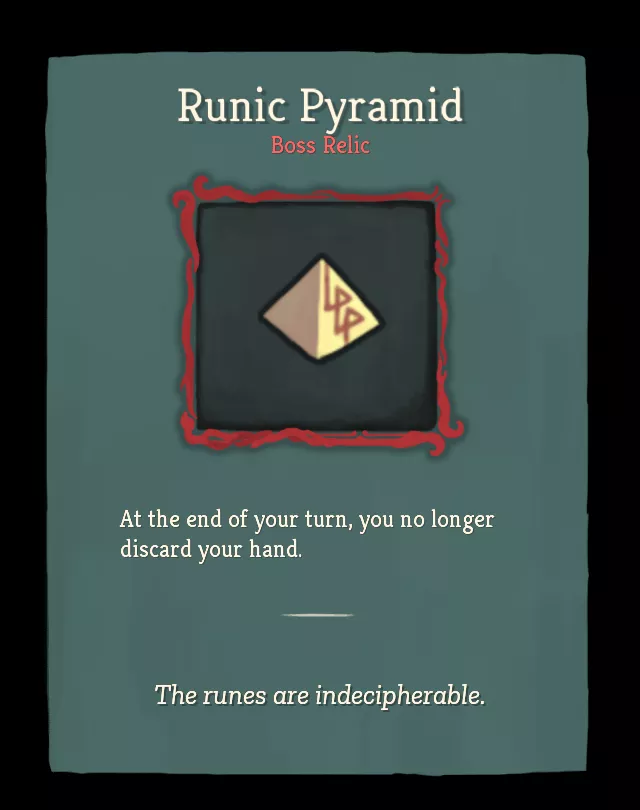 Runic Pyramid
Boss Relic
At the end of your turn, you no longer
discard your hand.
The runes are indecipherable.